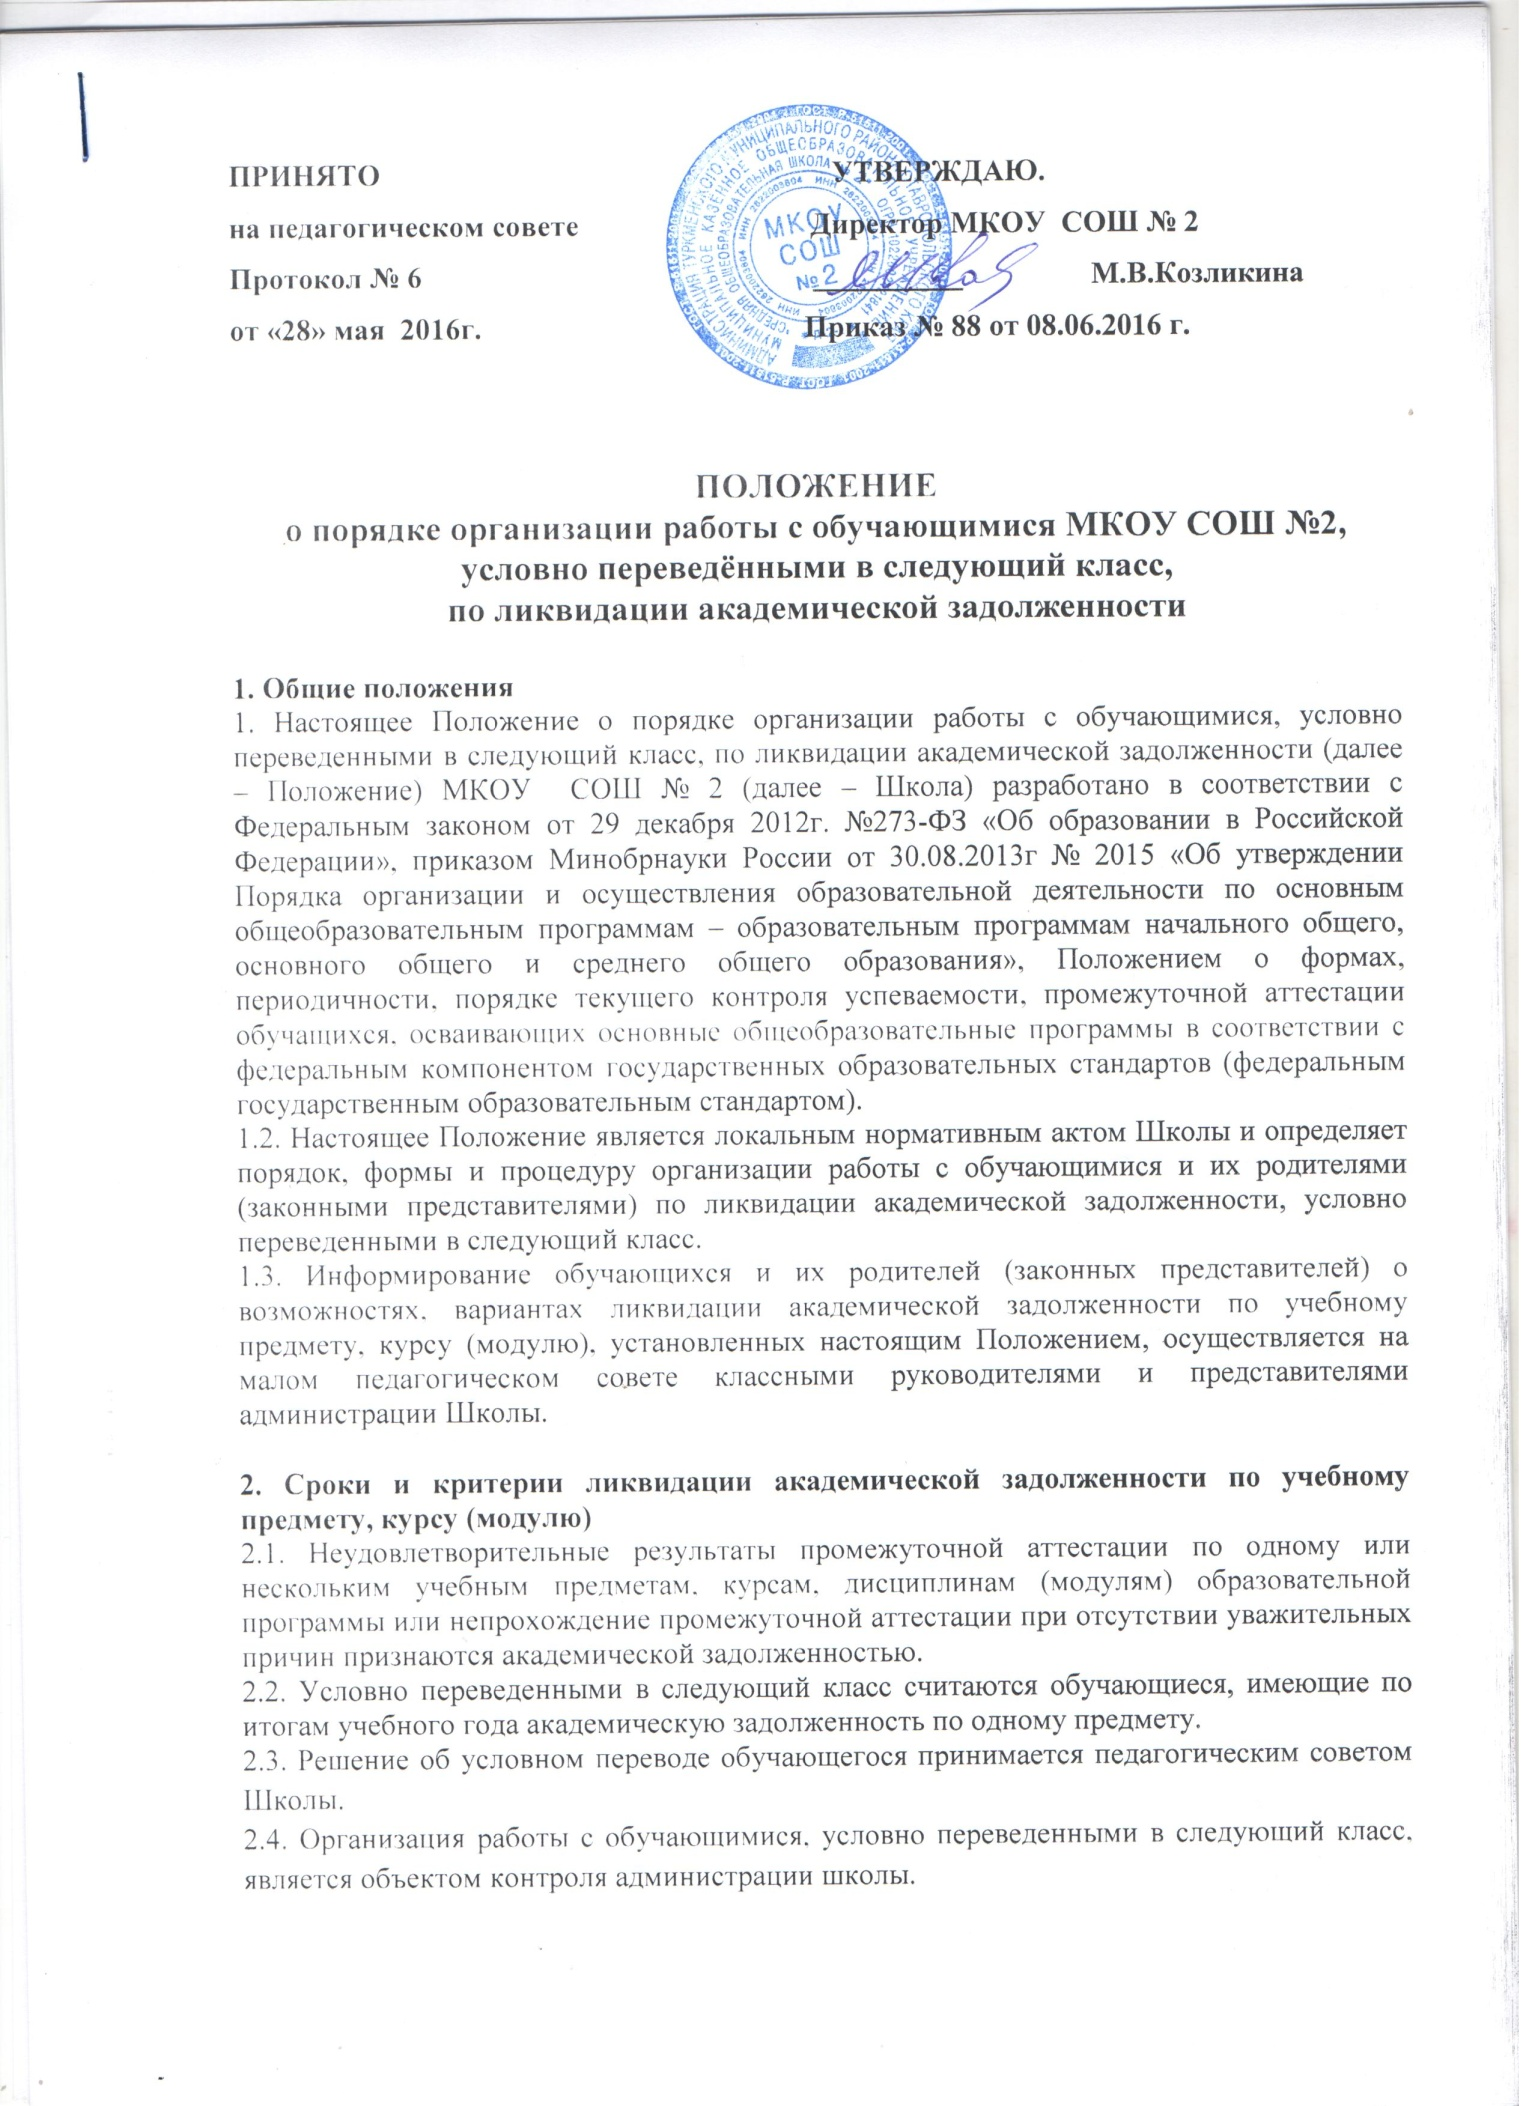 ПРИНЯТО
на педагогическом совете
Протокол № 6
от «28» мая 2016г.
УТВЕРЖДАЮ.
Директор МКОУ СОШ № 2
М.В.Козликина
Приказ № 88 от 08.06.2016 г.
МКОУ
СОШ
№ 2
ПОЛОЖЕНИЕ
о порядке организации работы с обучающимися МКОУ СОШ №2,
условно переведёнными в следующий класс,
по ликвидации академической задолженности
1. Общие положения
1. Настоящее Положение о порядке организации работы с обучающимися, условно
переведенными в следующий класс, по ликвидации академической задолженности (далее
– Положение) МКОУ СОШ № 2 (далее – Школа) разработано в соответствии с
Федеральным законом от 29 декабря 2012г. №273-ФЗ «Об образовании в Российской
Федерации», приказом Минобрнауки России от 30.08.2013г № 2015 «Об утверждении
Порядка организации и осуществления образовательной деятельности по основным
общеобразовательным программам – образовательным программам начального общего,
основного общего и среднего общего образования», Положением о формах,
периодичности, порядке текущего контроля успеваемости, промежуточной аттестации
обучащихся, осваивающих основные общеобразовательные программы в соответствии с
федеральным компонентом государственных образовательных стандартов (федеральным
государственным образовательным стандартом).
1.2. Настоящее Положение является локальным нормативным актом Школы и определяет
порядок, формы и процедуру организации работы с обучающимися и их родителями
(законными представителями) по ликвидации академической задолженности, условно
переведенными в следующий класс.
1.3. Информирование обучающихся и их родителей (законных представителей) о
возможностях, вариантах ликвидации академической задолженности по учебному
предмету, курсу (модулю), установленных настоящим Положением, осуществляется на
малом педагогическом совете классными руководителями и представителями
администрации Школы.
2. Сроки и критерии ликвидации академической задолженности по учебному
предмету, курсу (модулю)
2.1. Неудовлетворительные результаты промежуточной аттестации по одному или
нескольким учебным предметам, курсам, дисциплинам (модулям) образовательной
программы или непрохождение промежуточной аттестации при отсутствии уважительных
причин признаются академической задолженностью.
2.2. Условно переведенными в следующий класс считаются обучающиеся, имеющие по
итогам учебного года академическую задолженность по одному предмету.
2.3. Решение об условном переводе обучающегося принимается педагогическим советом
Школы.
2.4. Организация работы с обучающимися, условно переведенными в следующий класс,
является объектом контроля администрации школы.